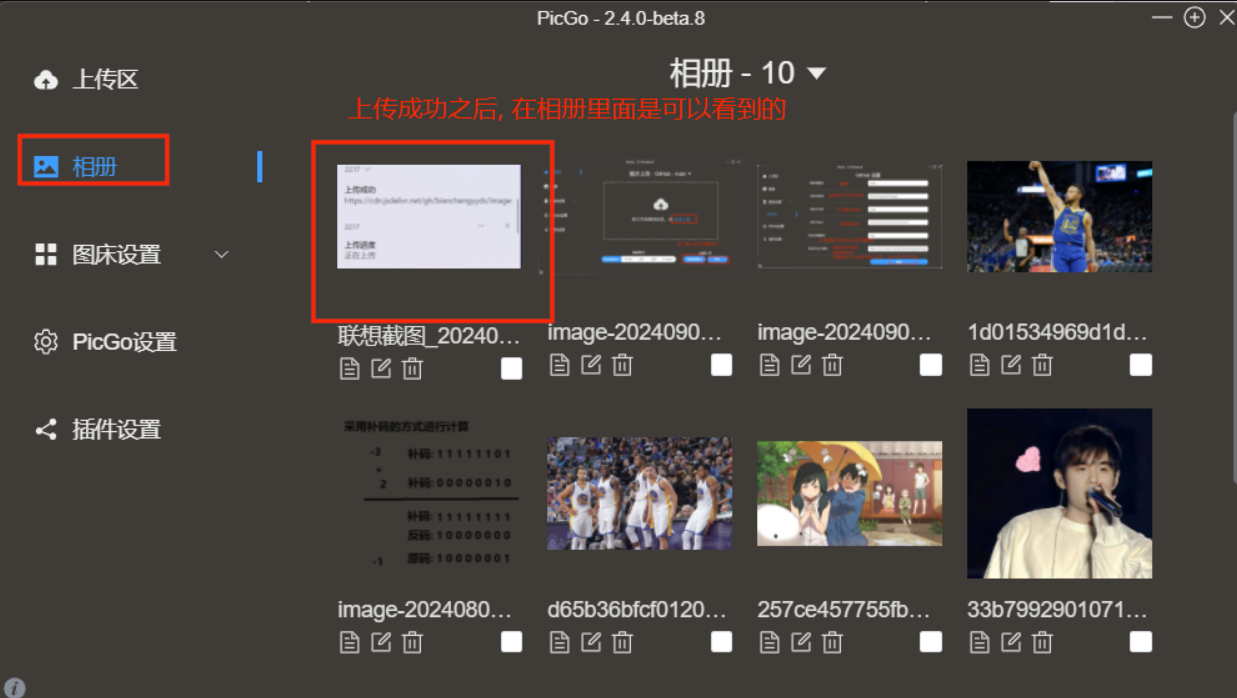 PicGo - 2.4.0-beta.8
上传区
相册
图床设置
PicGo设置
插件设置
相册 - 10
上传成功之后, 在相册里面是可以看到的
22:17
上传成功
https://cdn.jsdelivr.net/gh/bianchengyyds/image
22:17
上传进度
正在上传
联想截图_20240...
image-2024090...
image-2024090...
1d01534969d1d...
采用补码的方式进行计算
-3 补码: 1 1 1 1 1 1 0 1
+
2 补码: 0 0 0 0 0 0 1 0
补码: 1 1 1 1 1 1 1 1
反码: 1 0 0 0 0 0 0 0
-1 原码: 1 0 0 0 0 0 0 1
image-2024080...
d65b36bfcf0120...
257ce457755fb...
33b7992901071...